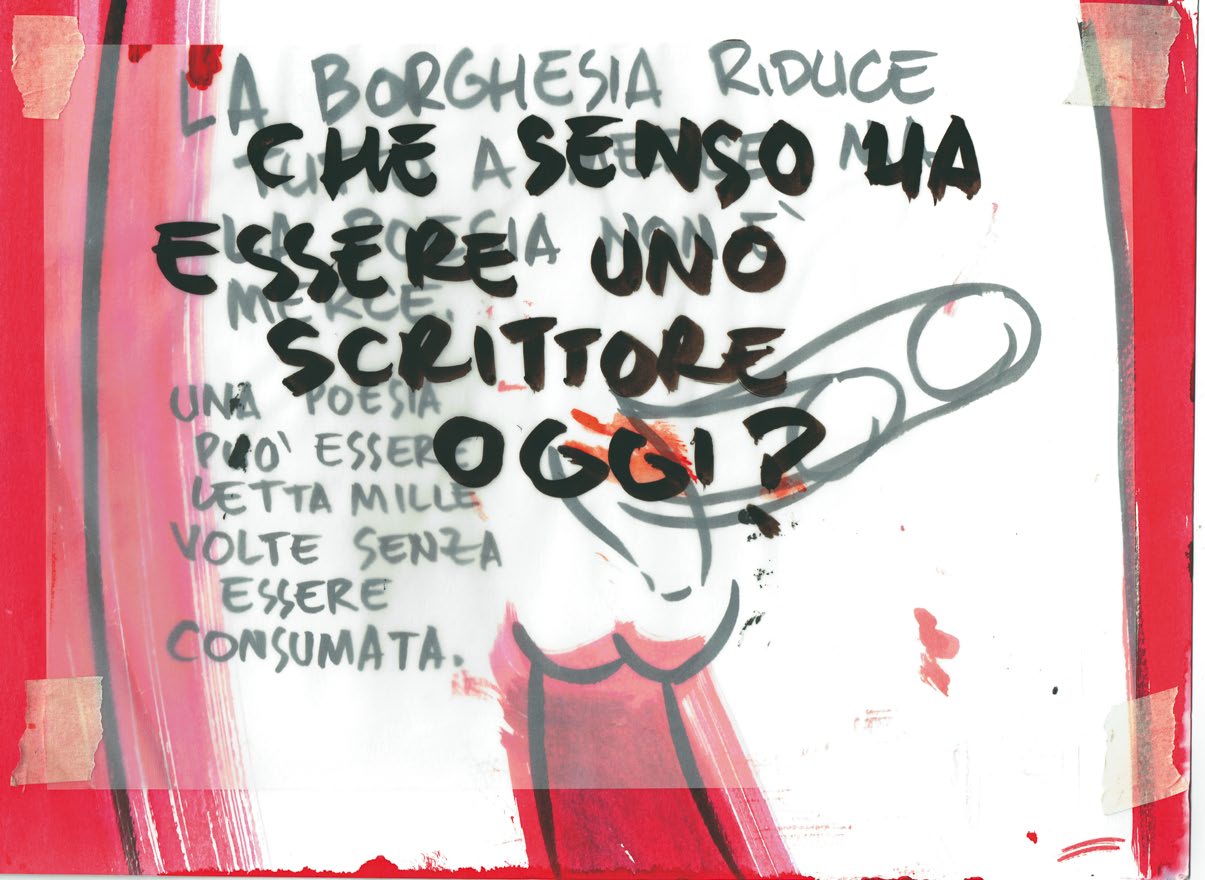 CHE SENSO HA
ESSERE UNO
SCRITTORE
OGGI?
LA BORGHESIA RIDUCE
TUTTO A MERCE MA
LA POESIA NON È
MERCE.
UNA POESIA
PUO' ESSERE
LETTA MILLE
VOLTE SENZA
ESSERE
CONSUMATA.